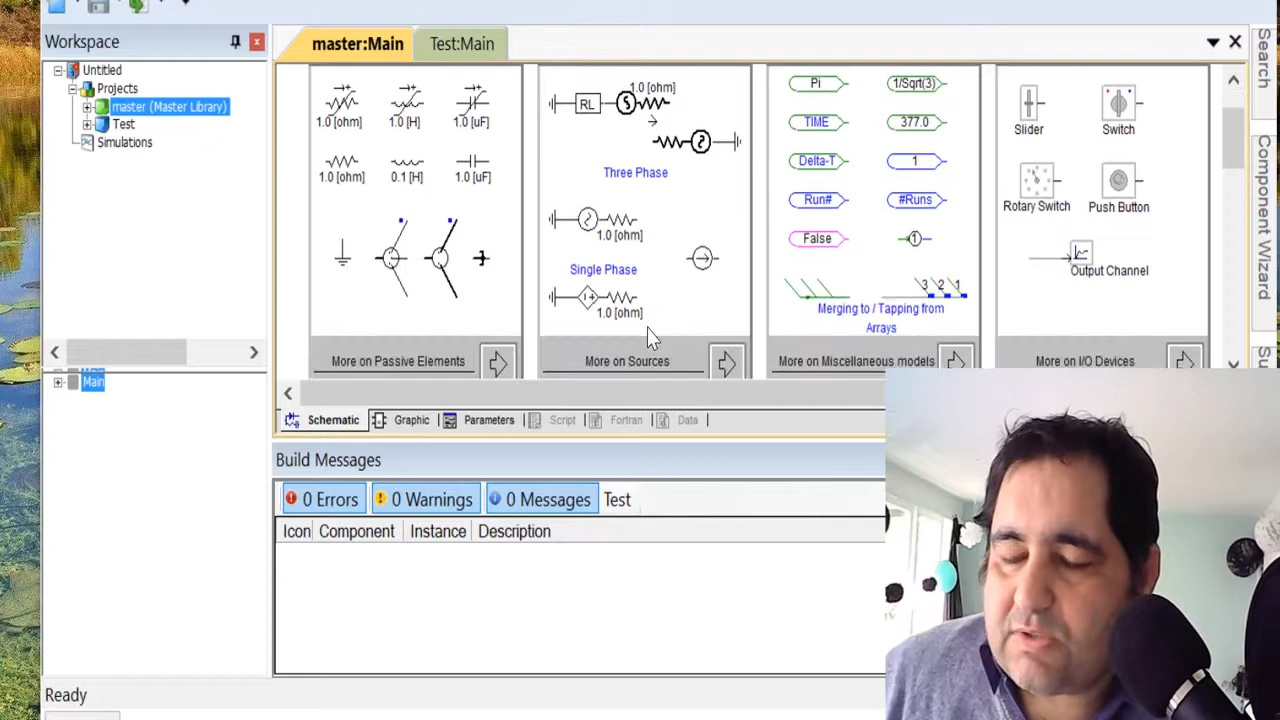 Workspace
Untitled
Projects
master (Master Library)
Test
Simulations
Main
master:Main
Test:Main
1.0 [ohm]
1.0 [H]
1.0 [uF]
1.0 [ohm]
0.1 [H]
1.0 [uF]
More on Passive Elements
1.0 [ohm]
RL
Three Phase
1.0 [ohm]
Single Phase
1.0 [ohm]
More on Sources
Pi
1/Sqrt(3)
TIME
377.0
Delta-T
1
Run#
#Runs
False
1
3 2 1
Merging to / Tapping from
Arrays
More on Miscellaneous models
Slider
Switch
Rotary Switch
Push Button
Output Channel
More on I/O Devices
Search
Component Wizard
Schematic
Graphic
Parameters
Script
Fortran
Data
Build Messages
0 Errors
0 Warnings
0 Messages
Test
Icon
Component
Instance
Description
Ready